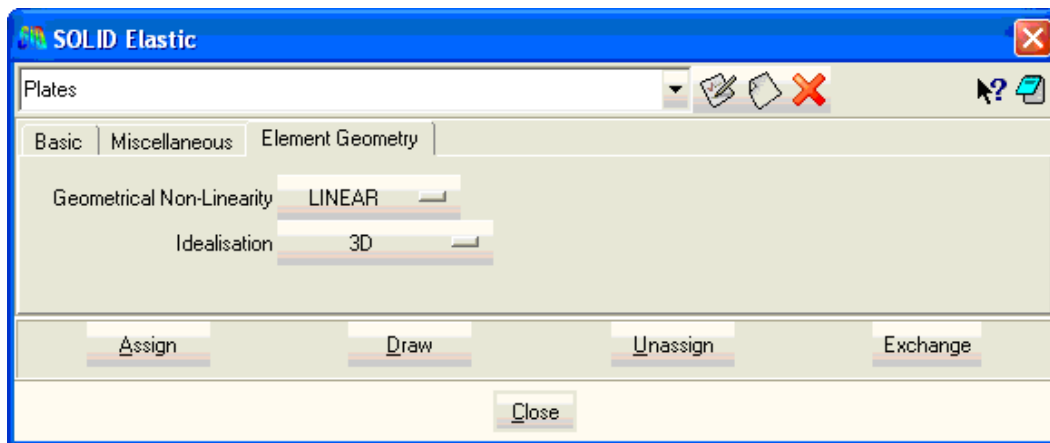 SOLID Elastic
Plates
?
Basic Miscellaneous Element Geometry
Geometrical Non-Linearity LINEAR
Idealisation 3D
Assign Draw Unassign Exchange
Close